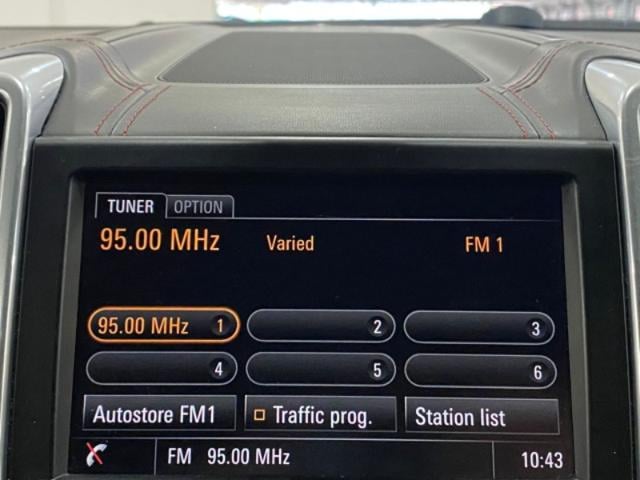 TUNER OPTION
95.00 MHz Varied FM 1
95.00 MHz 1 2 3
4 5 6
Autostore FM1 Traffic prog. Station list
FM 95.00 MHz 10:43